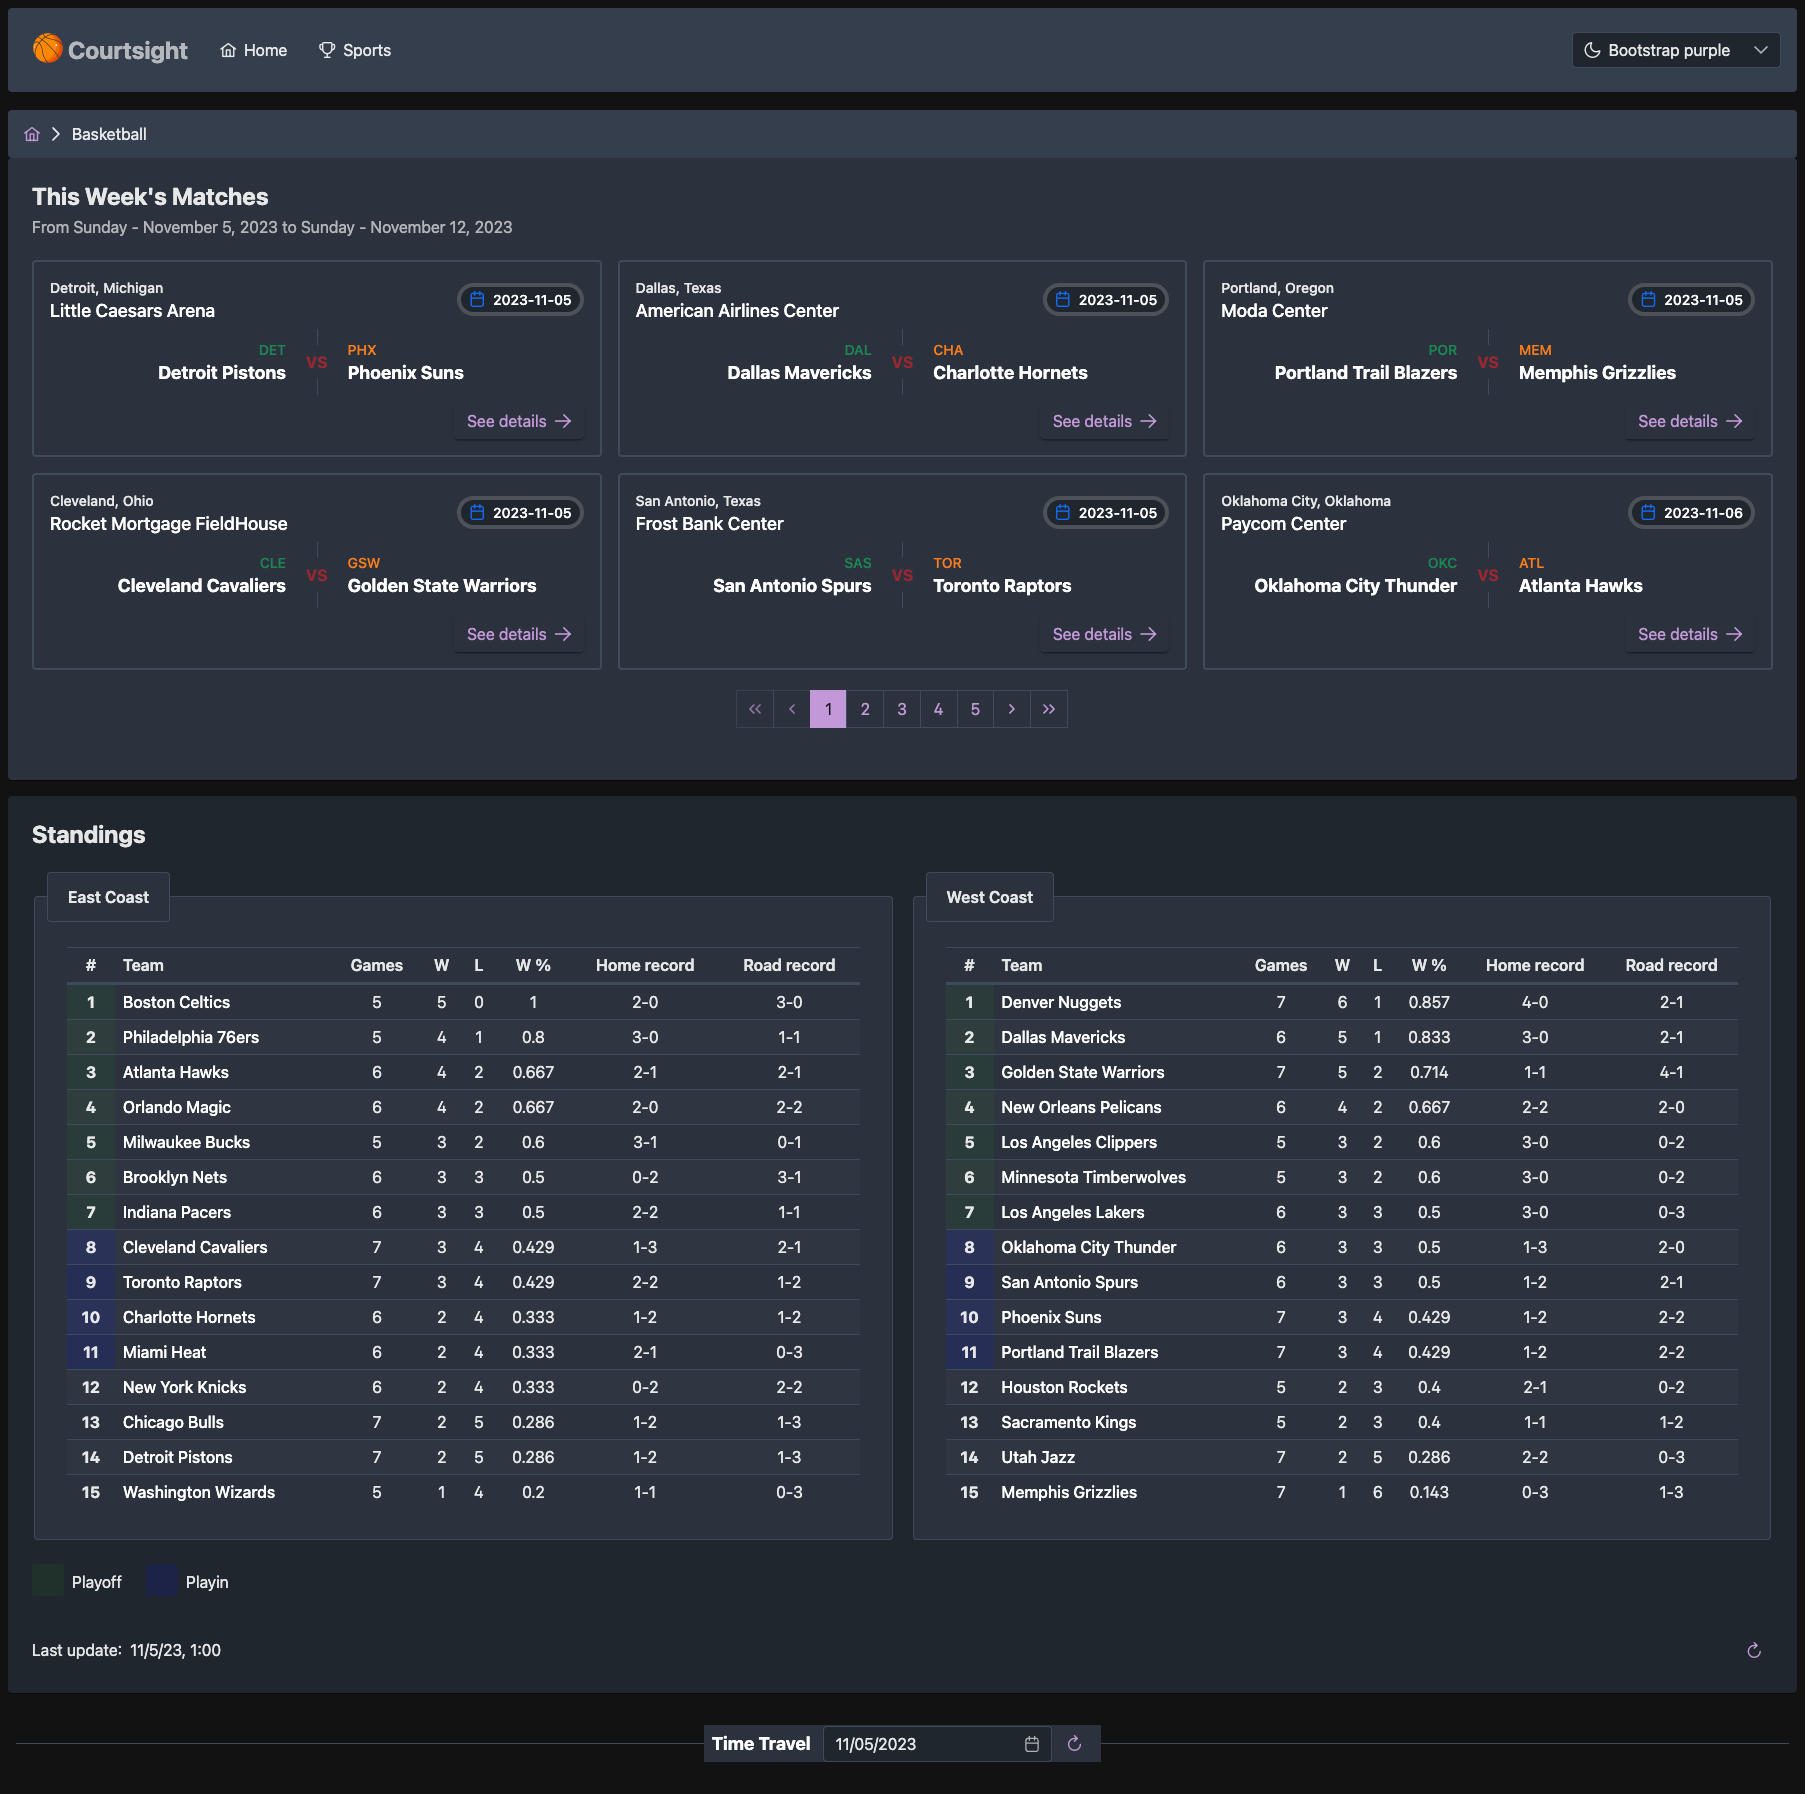 Courtsight Home Sports Bootstrap purple
Basketball
This Week's Matches
From Sunday - November 5, 2023 to Sunday - November 12, 2023
Detroit, Michigan
Little Caesars Arena
2023-11-05
DET
Detroit Pistons
VS
PHX
Phoenix Suns
See details
Dallas, Texas
American Airlines Center
2023-11-05
DAL
Dallas Mavericks
VS
CHA
Charlotte Hornets
See details
Portland, Oregon
Moda Center
2023-11-05
POR
Portland Trail Blazers
VS
MEM
Memphis Grizzlies
See details
Cleveland, Ohio
Rocket Mortgage FieldHouse
2023-11-05
CLE
Cleveland Cavaliers
VS
GSW
Golden State Warriors
See details
San Antonio, Texas
Frost Bank Center
2023-11-05
SAS
San Antonio Spurs
VS
TOR
Toronto Raptors
See details
Oklahoma City, Oklahoma
Paycom Center
2023-11-06
OKC
Oklahoma City Thunder
VS
ATL
Atlanta Hawks
See details
1 2 3 4 5
Standings
East Coast
# Team Games W L W % Home record Road record
1 Boston Celtics 5 5 0 1 2-0 3-0
2 Philadelphia 76ers 5 4 1 0.8 3-0 1-1
3 Atlanta Hawks 6 4 2 0.667 2-1 2-1
4 Orlando Magic 6 4 2 0.667 2-0 2-2
5 Milwaukee Bucks 5 3 2 0.6 3-1 0-1
6 Brooklyn Nets 6 3 3 0.5 0-2 3-1
7 Indiana Pacers 6 3 3 0.5 2-2 1-1
8 Cleveland Cavaliers 7 3 4 0.429 1-3 2-1
9 Toronto Raptors 7 3 4 0.429 2-2 1-2
10 Charlotte Hornets 6 2 4 0.333 1-2 1-2
11 Miami Heat 6 2 4 0.333 2-1 0-3
12 New York Knicks 6 2 4 0.333 0-2 2-2
13 Chicago Bulls 7 2 5 0.286 1-2 1-3
14 Detroit Pistons 7 2 5 0.286 1-2 1-3
15 Washington Wizards 5 1 4 0.2 1-1 0-3
West Coast
# Team Games W L W % Home record Road record
1 Denver Nuggets 7 6 1 0.857 4-0 2-1
2 Dallas Mavericks 6 5 1 0.833 3-0 2-1
3 Golden State Warriors 7 5 2 0.714 1-1 4-1
4 New Orleans Pelicans 6 4 2 0.667 2-2 2-0
5 Los Angeles Clippers 5 3 2 0.6 3-0 0-2
6 Minnesota Timberwolves 5 3 2 0.6 3-0 0-2
7 Los Angeles Lakers 6 3 3 0.5 3-0 0-3
8 Oklahoma City Thunder 6 3 3 0.5 1-3 2-0
9 San Antonio Spurs 6 3 3 0.5 1-2 2-1
10 Phoenix Suns 7 3 4 0.429 1-2 2-2
11 Portland Trail Blazers 7 3 4 0.429 1-2 2-2
12 Houston Rockets 5 2 3 0.4 2-1 0-2
13 Sacramento Kings 5 2 3 0.4 1-1 1-2
14 Utah Jazz 7 2 5 0.286 2-2 0-3
15 Memphis Grizzlies 7 1 6 0.143 0-3 1-3
Playoff Playin
Last update: 11/5/23, 1:00
Time Travel 11/05/2023